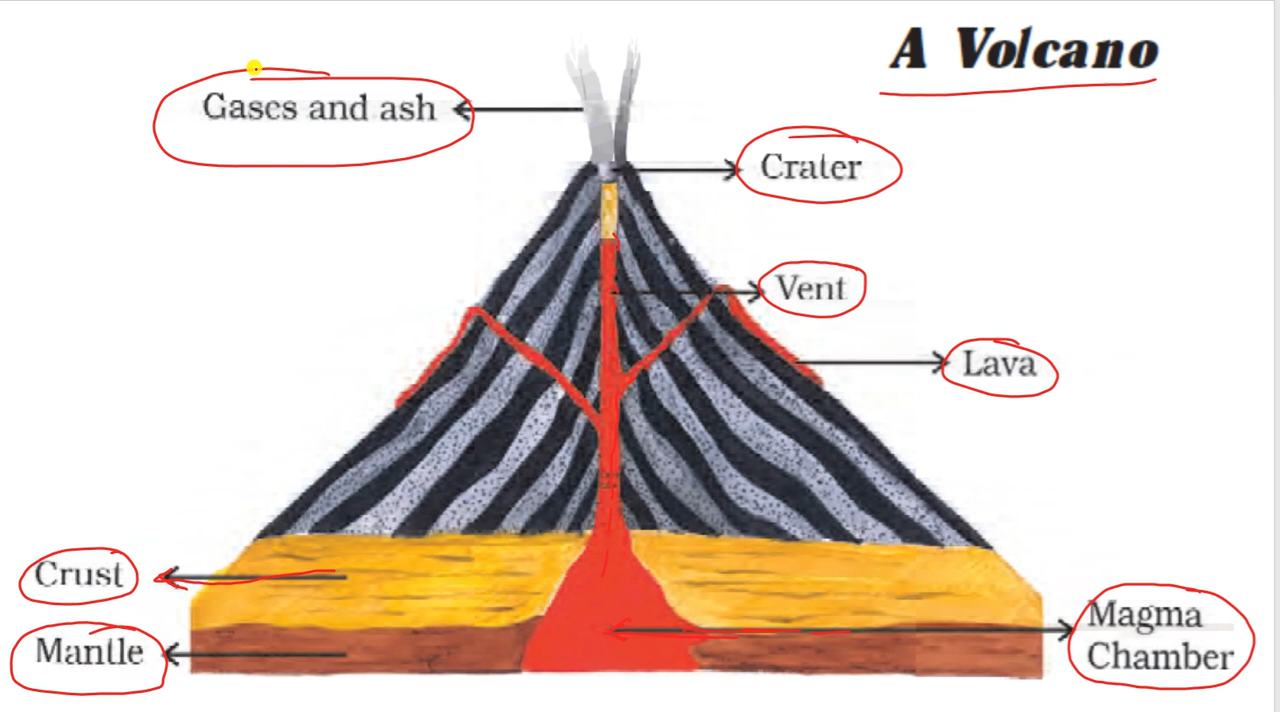 A Volcano
Gases and ash
Crater
Vent
Lava
Crust
Magma
Chamber
Mantle